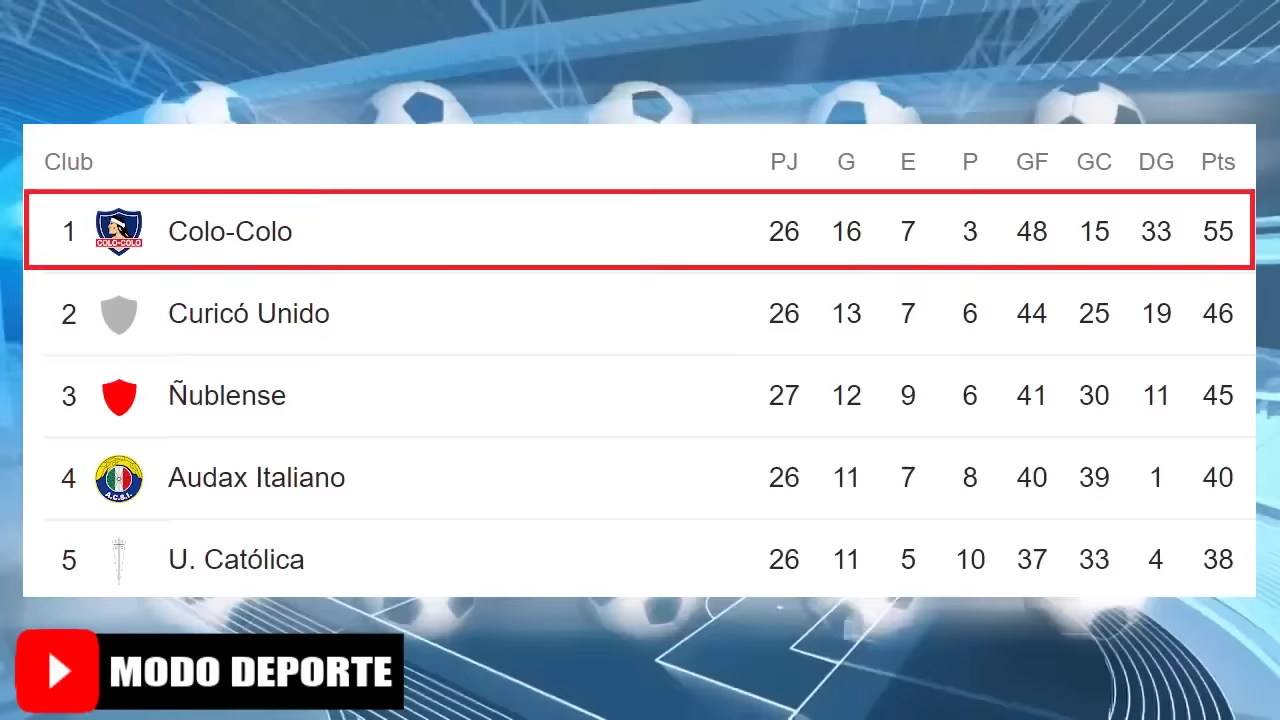 Club PJ G E P GF GC DG Pts
1 COLO-COLO Colo-Colo 26 16 7 3 48 15 33 55
2 Curicó Unido 26 13 7 6 44 25 19 46
3 Ñublense 27 12 9 6 41 30 11 45
4 A.C.S.I. Audax Italiano 26 11 7 8 40 39 1 40
5 U. Católica 26 11 5 10 37 33 4 38
MODO DEPORTE